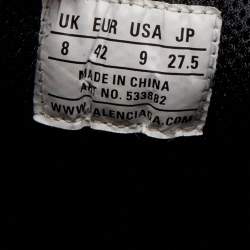 UK EUR USA JP
8 42 9 27.5
MADE IN CHINA
ART NO. 533882
WWW.BALENCIAGA.COM